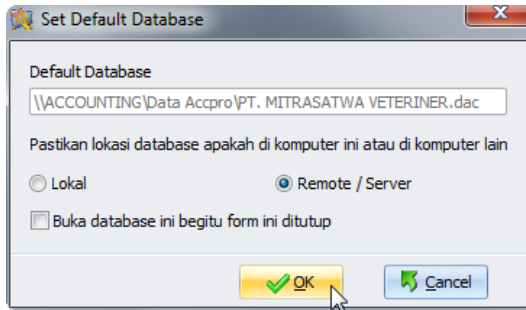 Set Default Database
Default Database
\\ACCOUNTING\Data Accpro\PT. MITRASATWA VETERINER.dac
Pastikan lokasi database apakah di komputer ini atau di komputer lain
Lokal
Remote / Server
Buka database ini begitu form ini ditutup
OK
Cancel